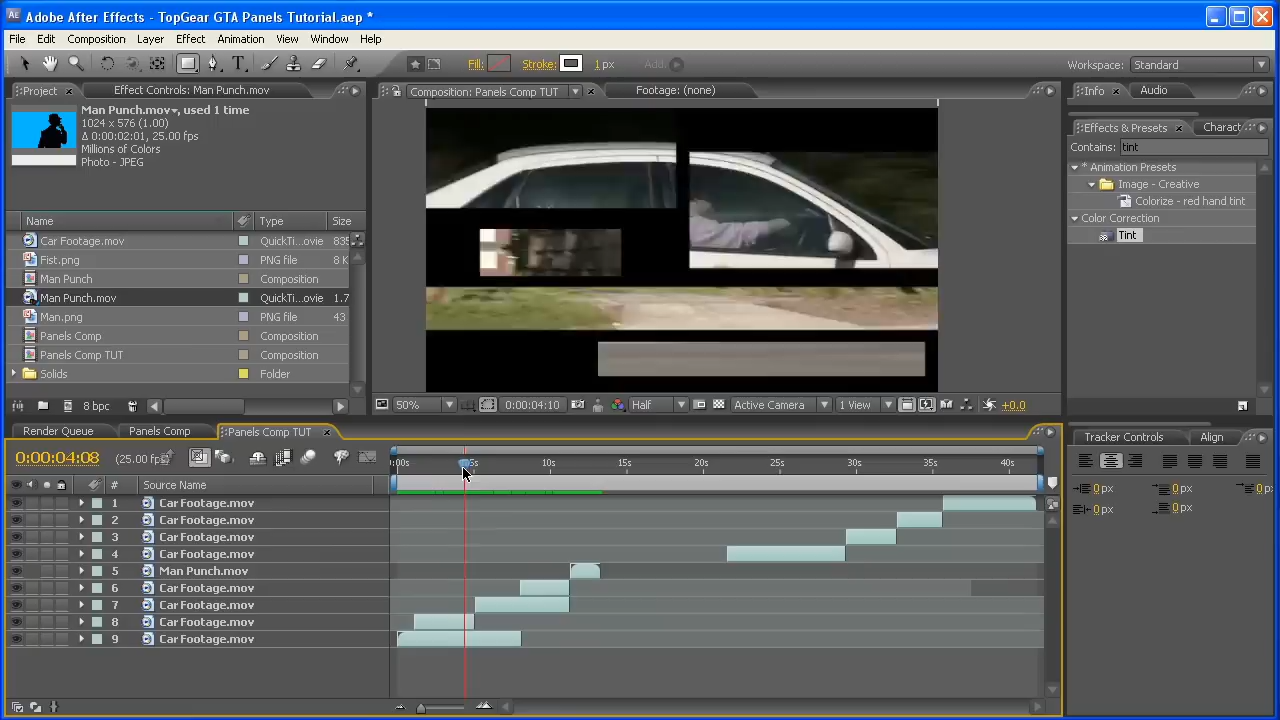 Adobe After Effects - TopGear GTA Panels Tutorial.aep *
File Edit Composition Layer Effect Animation View Window Help
Fill: Stroke: 1 px Add: Workspace: Standard
Project Effect Controls: Man Punch.mov Composition: Panels Comp TUT Footage: (none) Info Audio
Man Punch.mov, used 1 time
1024 x 576 (1.00)
Δ 0:00:02:01, 25.00 fps
Millions of Colors
Photo - JPEG
Effects & Presets Charact
Contains: tint
* Animation Presets
Image - Creative
Colorize - red hand tint
Color Correction
Tint
Name Type Size
Car Footage.mov QuickTi...ovie 835
Fist.png PNG file 8 K
Man Punch Composition
Man Punch.mov QuickTi...ovie 1.7
Man.png PNG file 43
Panels Comp Composition
Panels Comp TUT Composition
Solids Folder
8 bpc
50% 0:00:04:10 Half Active Camera 1 View +0.0
Render Queue Panels Comp Panels Comp TUT
Tracker Controls Align
0:00:04:08 (25.00 fps)
:00s 5s 10s 15s 20s 25s 30s 35s 40s
# Source Name
1 Car Footage.mov
2 Car Footage.mov
3 Car Footage.mov
4 Car Footage.mov
5 Man Punch.mov
6 Car Footage.mov
7 Car Footage.mov
8 Car Footage.mov
9 Car Footage.mov
0 px 0 px 0 p
0 px 0 px